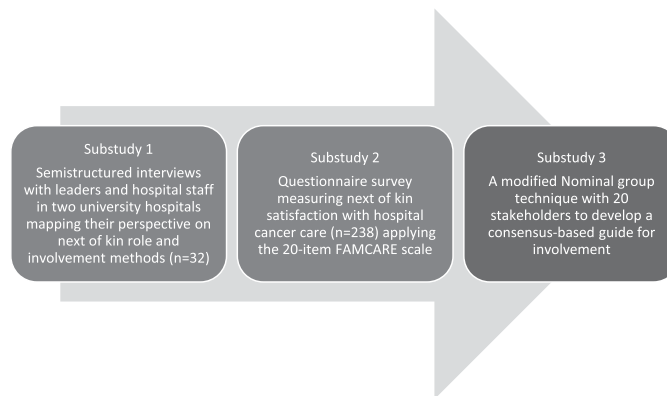 Substudy 1
Semistructured interviews
with leaders and hospital staff
in two university hospitals
mapping their perspective on
next of kin role and
involvement methods (n=32)
Substudy 2
Questionnaire survey
measuring next of kin
satisfaction with hospital
cancer care (n=238) applying
the 20-item FAMCARE scale
Substudy 3
A modified Nominal group
technique with 20
stakeholders to develop a
consensus-based guide for
involvement